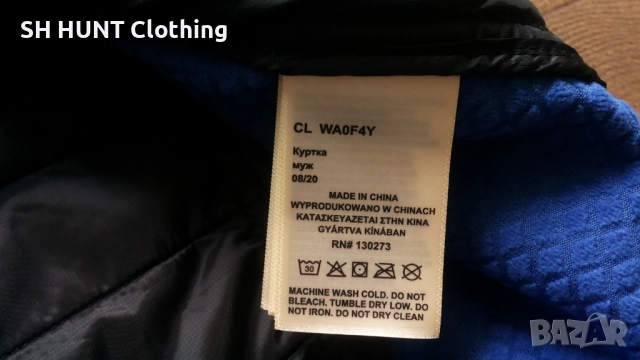 SH HUNT Clothing
CL WA0F4Y
Куртка
муж
08/20
MADE IN CHINA
WYPRODUKOWANO W CHINACH
ΚΑΤΑΣΚΕΥΑΖΕΤΑΙ ΣΤΗΝ ΚΙΝΑ
GYÁRTVA KÍNÁBAN
RN# 130273
30
MACHINE WASH COLD. DO NOT
BLEACH. TUMBLE DRY LOW. DO
NOT IRON. DO NOT DRY CLEAN
BAZAR